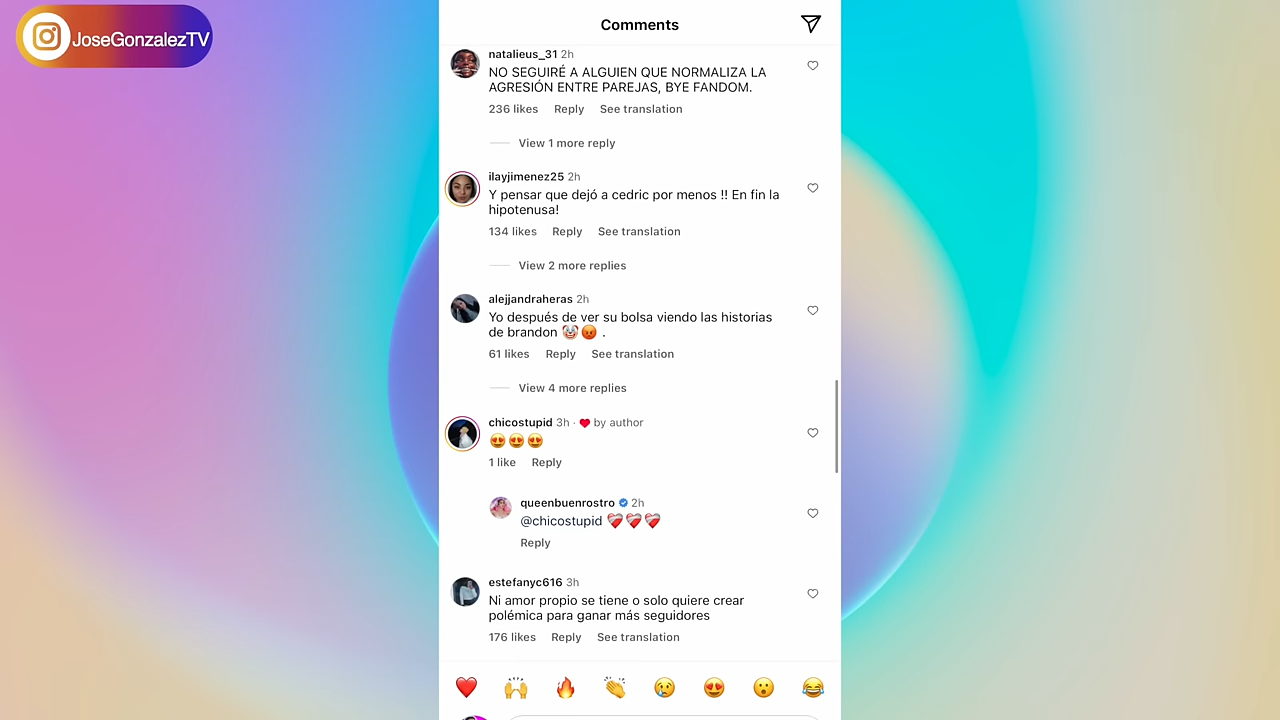 JoseGonzalezTV
Comments
natalieus_31 2h
NO SEGUIRÉ A ALGUIEN QUE NORMALIZA LA
AGRESIÓN ENTRE PAREJAS, BYE FANDOM.
236 likes Reply See translation
View 1 more reply
ilayjimenez25 2h
Y pensar que dejó a cedric por menos !! En fin la
hipotenusa!
134 likes Reply See translation
View 2 more replies
alejjandraheras 2h
Yo después de ver su bolsa viendo las historias
de brandon 🤡😡 .
61 likes Reply See translation
View 4 more replies
chicostupid 3h · ❤️ by author
😍😍😍
1 like Reply
queenbuenrostro 2h
@chicostupid ❤️‍🩹❤️‍🩹❤️‍🩹
Reply
estefanyc616 3h
Ni amor propio se tiene o solo quiere crear
polémica para ganar más seguidores
176 likes Reply See translation